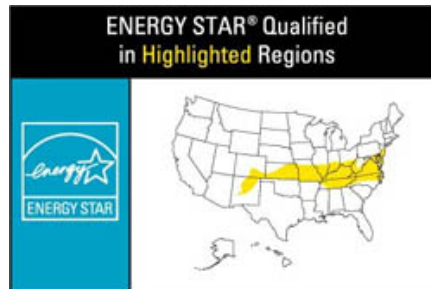 ENERGY STAR® Qualified
in Highlighted Regions
energy
ENERGY STAR